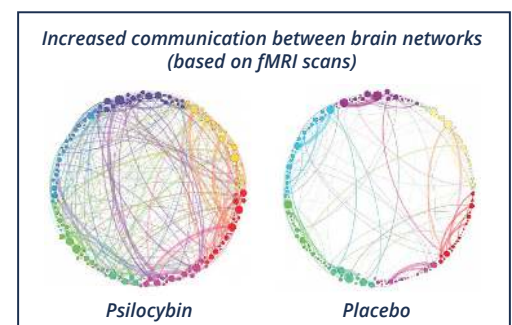 Increased communication between brain networks
(based on fMRI scans)
Psilocybin
Placebo